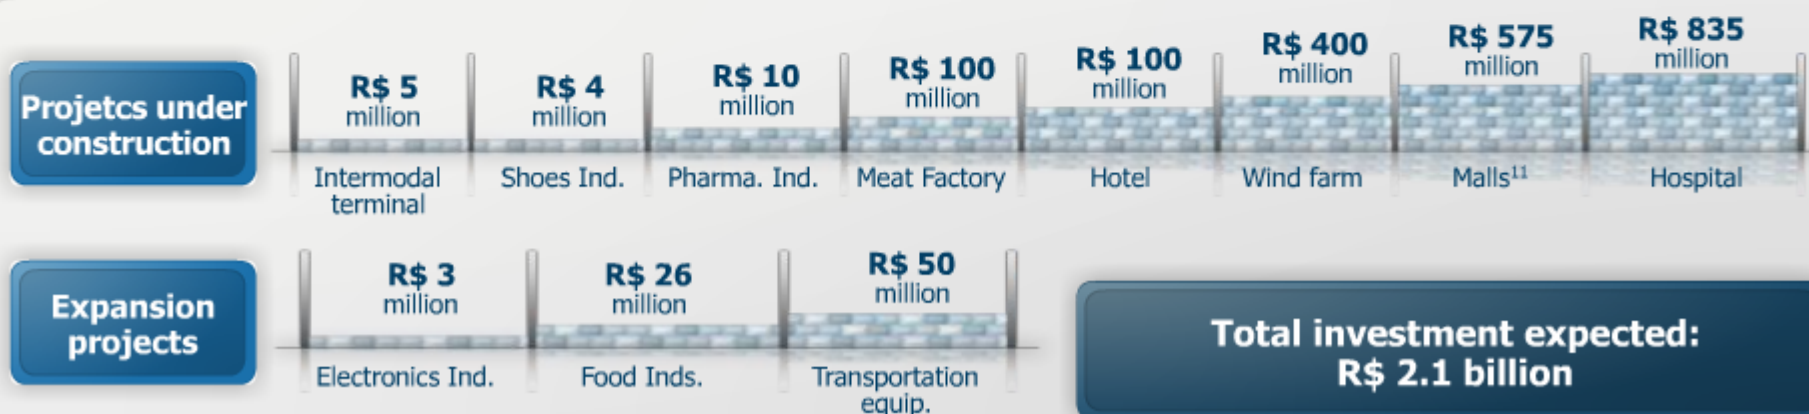 Projetcs under
construction
R$ 5
million
Intermodal
terminal
R$ 4
million
Shoes Ind.
R$ 10
million
Pharma. Ind.
R$ 100
million
Meat Factory
R$ 100
million
Hotel
R$ 400
million
Wind farm
R$ 575
million
Malls¹¹
R$ 835
million
Hospital
Expansion
projects
R$ 3
million
Electronics Ind.
R$ 26
million
Food Inds.
R$ 50
million
Transportation
equip.
Total investment expected:
R$ 2.1 billion